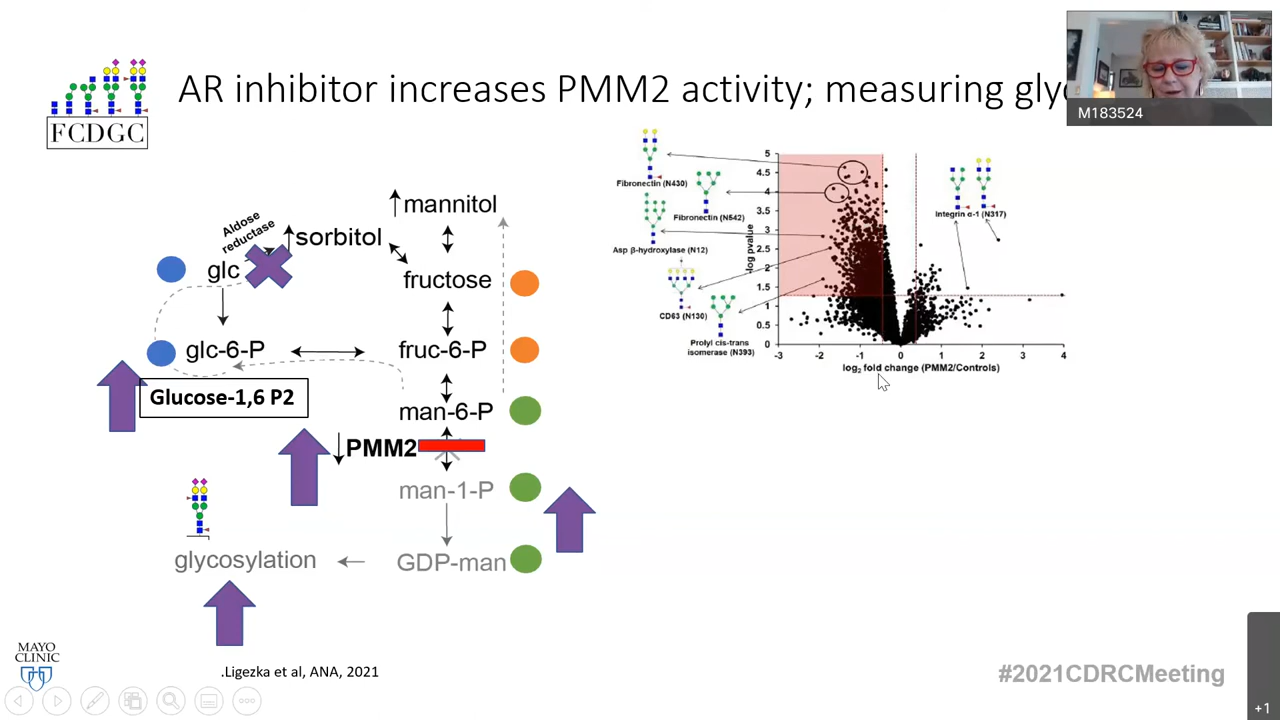 AR inhibitor increases PMM2 activity; measuring gly
M183524
FCDGC
mannitol
Aldose
reductase
sorbitol
glc
fructose
glc-6-P
fruc-6-P
Glucose-1,6 P2
man-6-P
PMM2
man-1-P
glycosylation
GDP-man
Fibronectin (N430)
Fibronectin (N542)
Asp β-hydroxylase (N12)
CD63 (N130)
Prolyl cis-trans
isomerase (N393)
Integrin α-1 (N317)
-log pvalue
5
4.5
4
3.5
3
2.5
2
1.5
1
0.5
0
-3 -2 -1 0 1 2 3 4
log2 fold change (PMM2/Controls)
MAYO
CLINIC
.Ligezka et al, ANA, 2021
#2021CDRCMeeting
+1